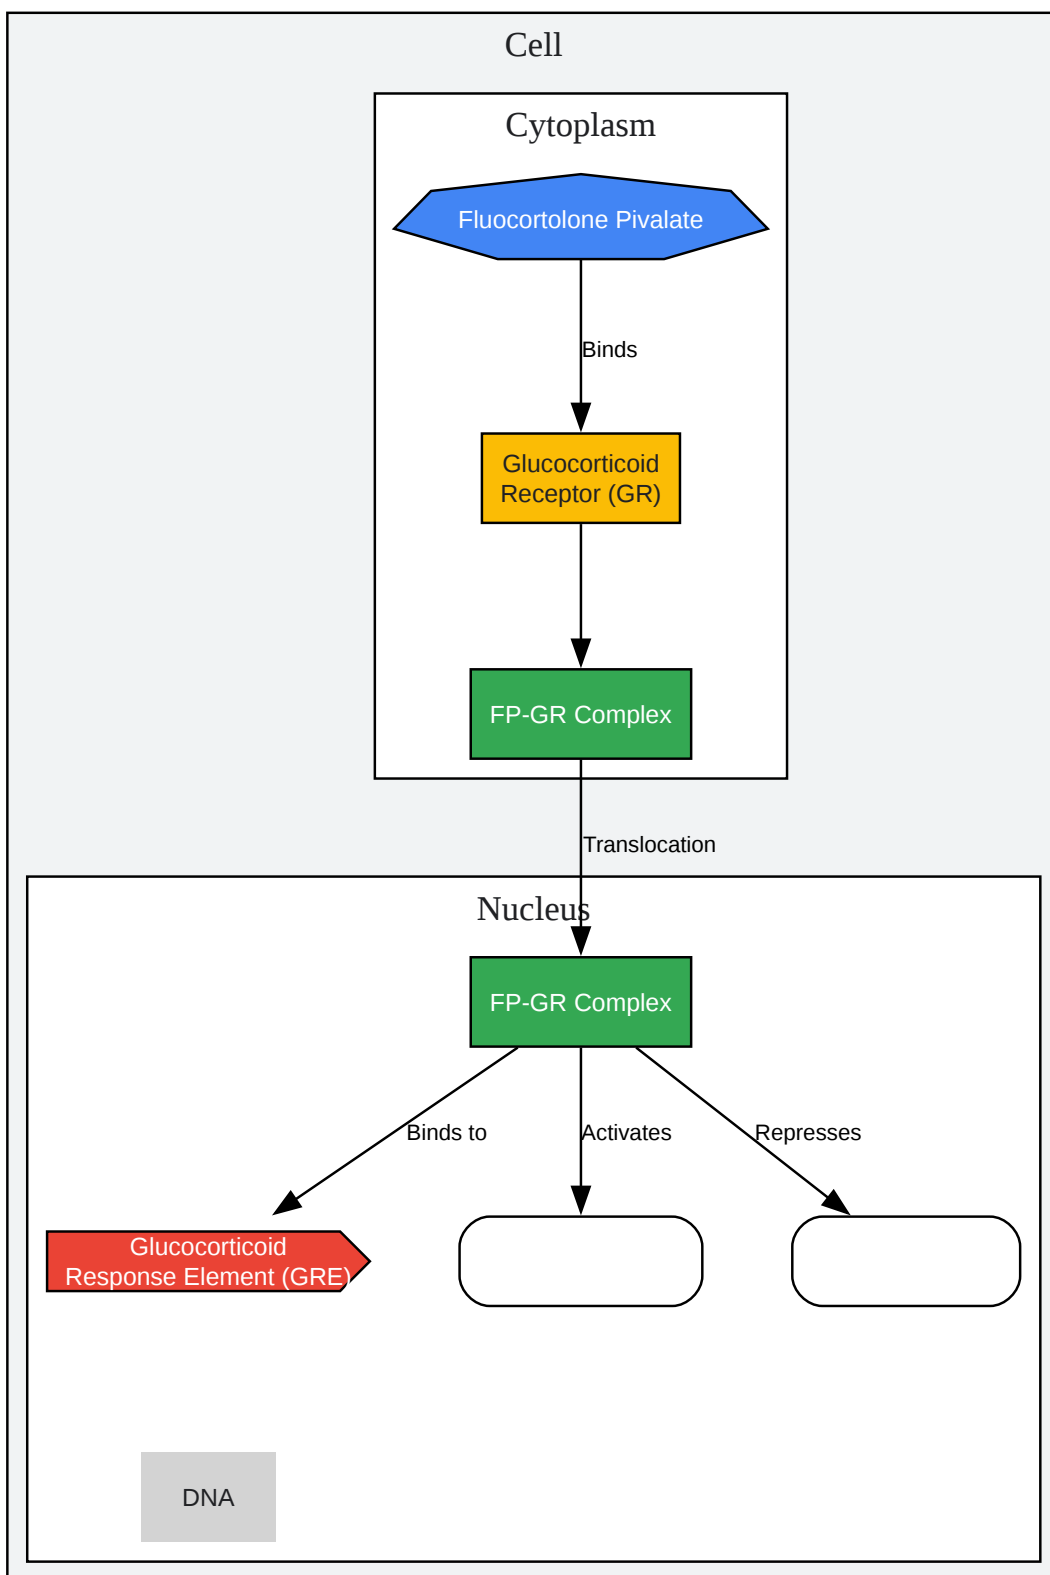 Cell
Cytoplasm
Fluocortolone Pivalate
Binds
Glucocorticoid
Receptor (GR)
FP-GR Complex
Translocation
Nucleus
FP-GR Complex
Binds to
Activates
Represses
Glucocorticoid
Response Element (GRE)
DNA